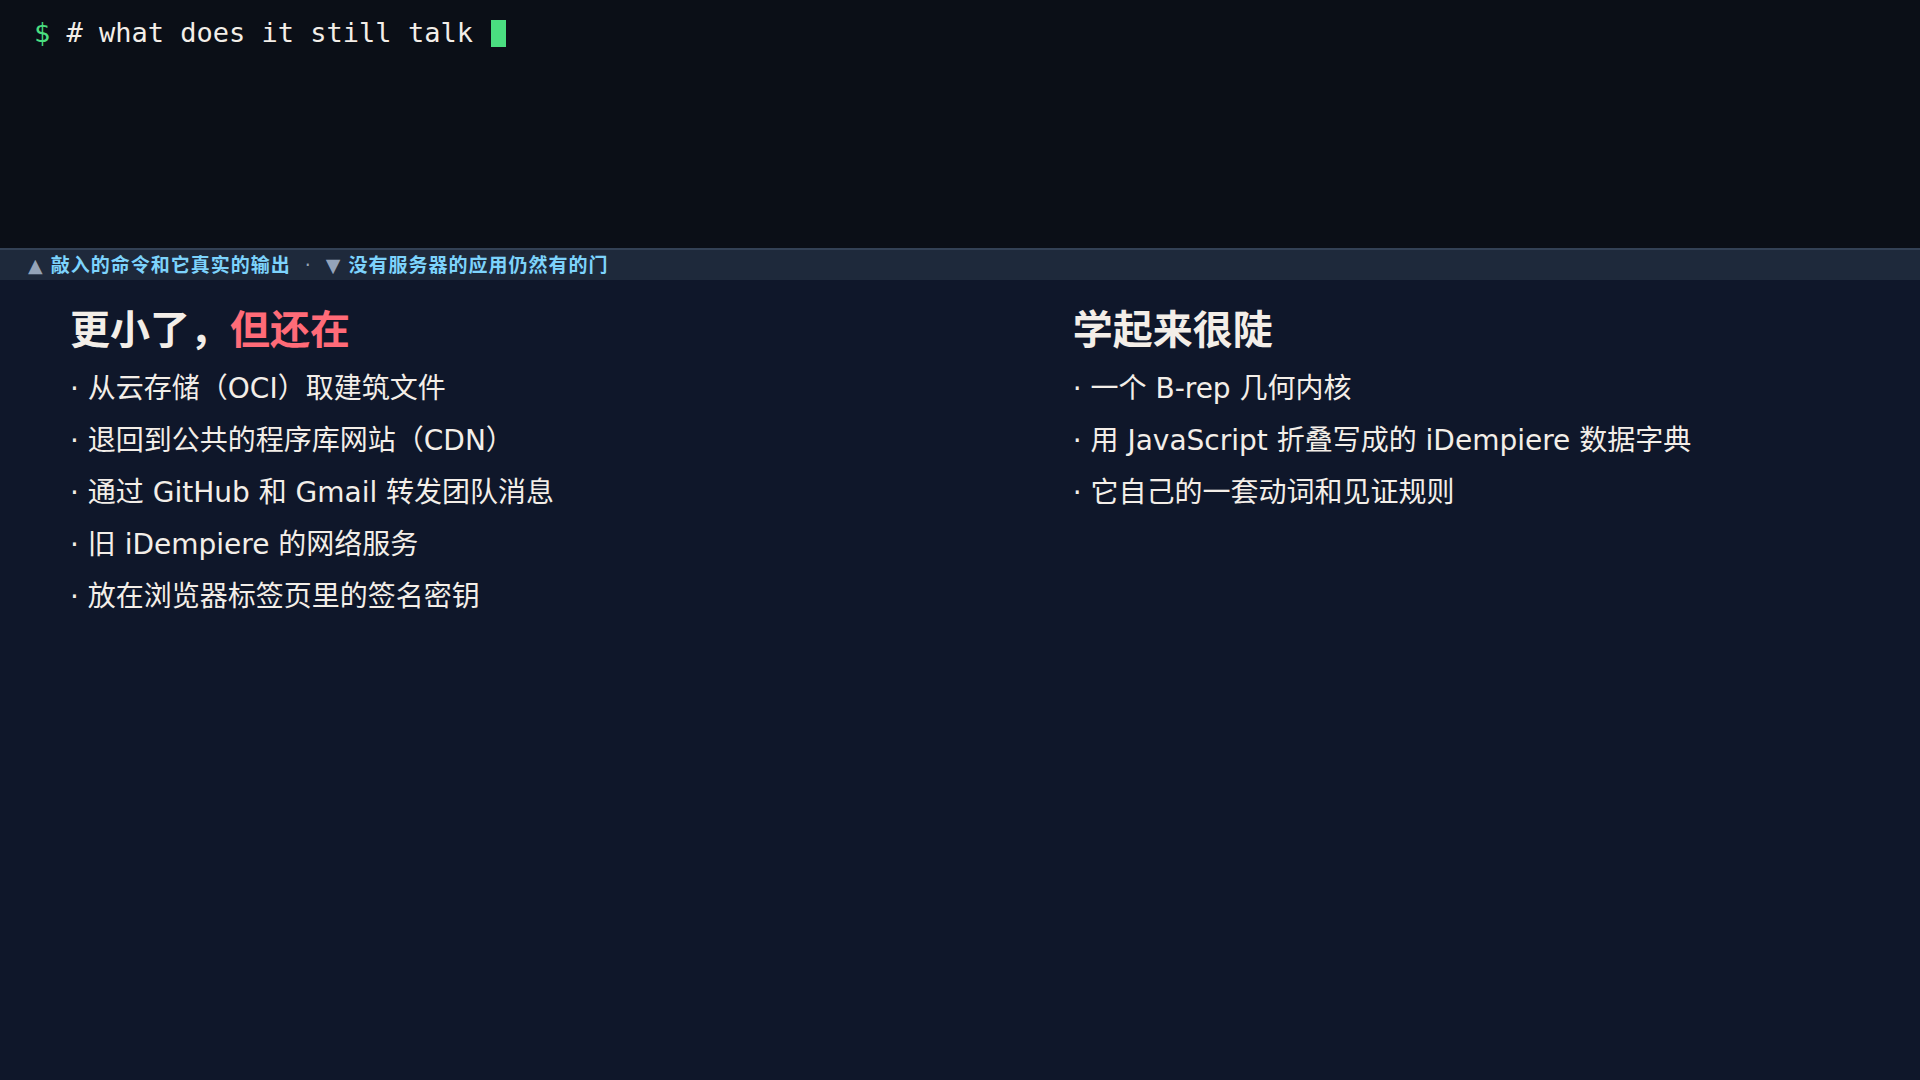 $ # what does it still talk
▲ 敲入的命令和它真实的输出 · ▼ 没有服务器的应用仍然有的门
更小了，但还在
· 从云存储（OCI）取建筑文件
· 退回到公共的程序库网站（CDN）
· 通过 GitHub 和 Gmail 转发团队消息
· 旧 iDempiere 的网络服务
· 放在浏览器标签页里的签名密钥
学起来很陡
· 一个 B-rep 几何内核
· 用 JavaScript 折叠写成的 iDempiere 数据字典
· 它自己的一套动词和见证规则